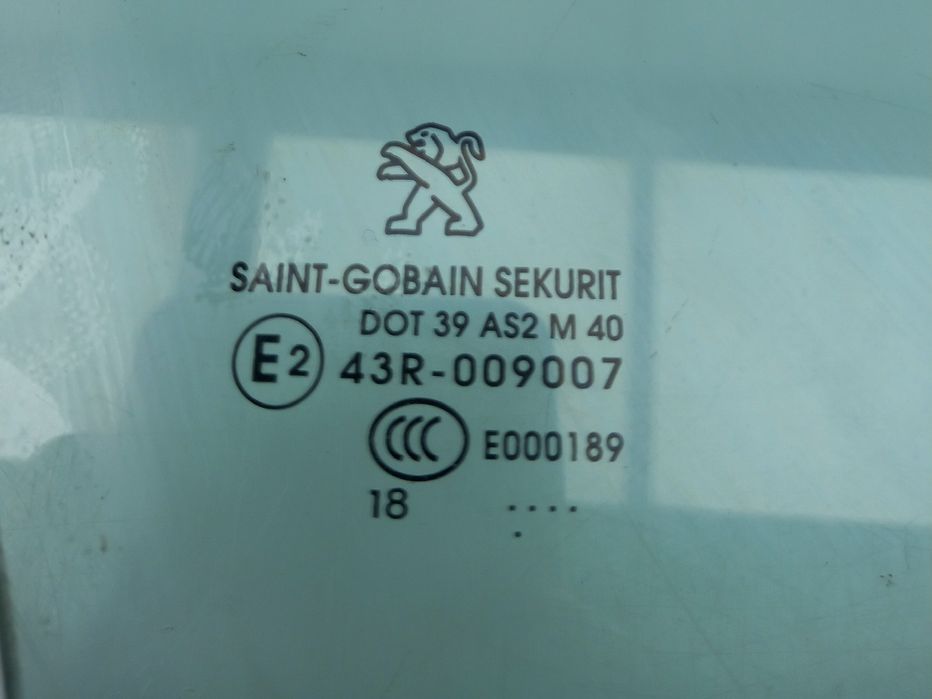 SAINT-GOBAIN SEKURIT
DOT 39 AS2 M 40
E2 43R-009007
CCC E000189
18 ....
.